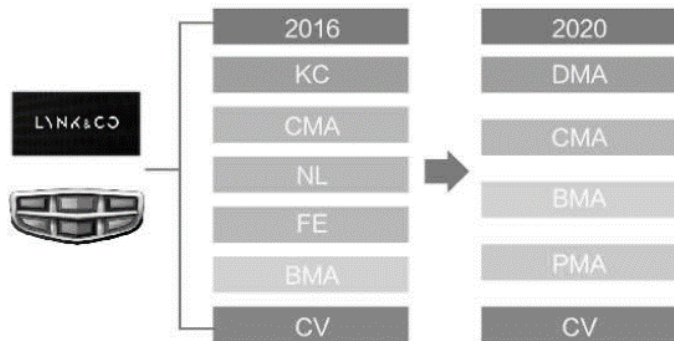 LYNK&CO
2016
KC
CMA
NL
FE
BMA
CV
2020
DMA
CMA
BMA
PMA
CV